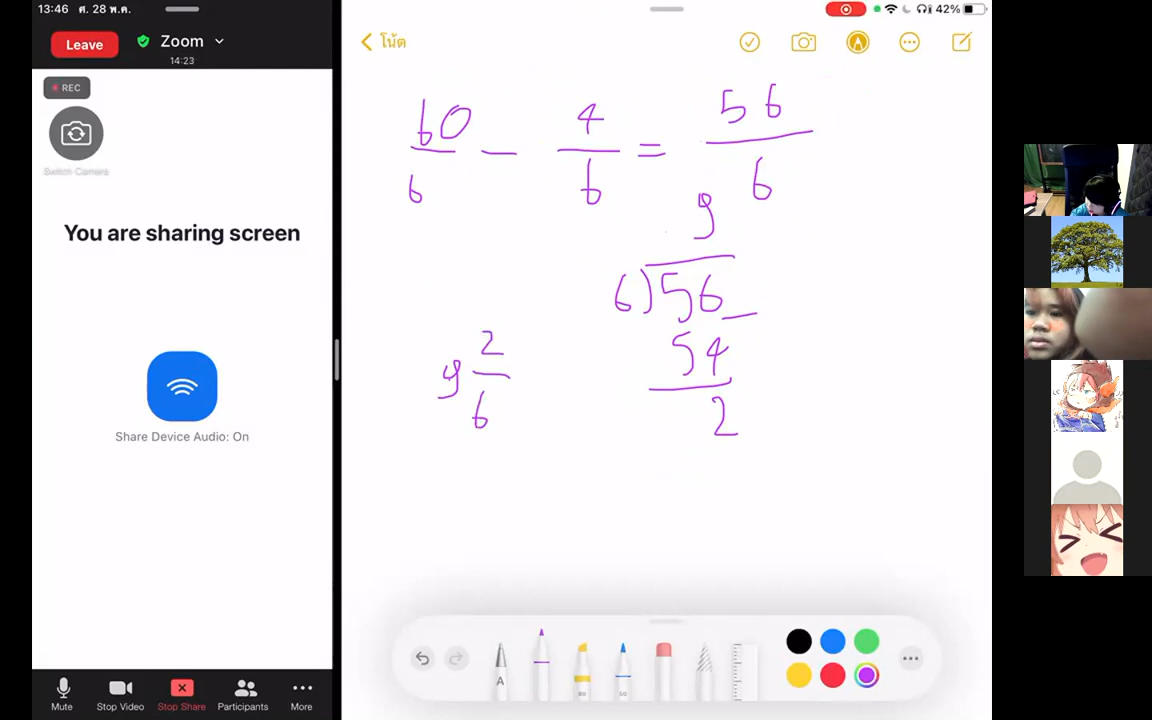 13:46 ศ. 28 พ.ค.
42%
Leave
Zoom
14:23
REC
Switch Camera
You are sharing screen
Share Device Audio: On
Mute
Stop Video
Stop Share
Participants
More
โน้ต
60/6 - 4/6 = 56/6
9
6)56
54
2
9 2/6
A
80
50